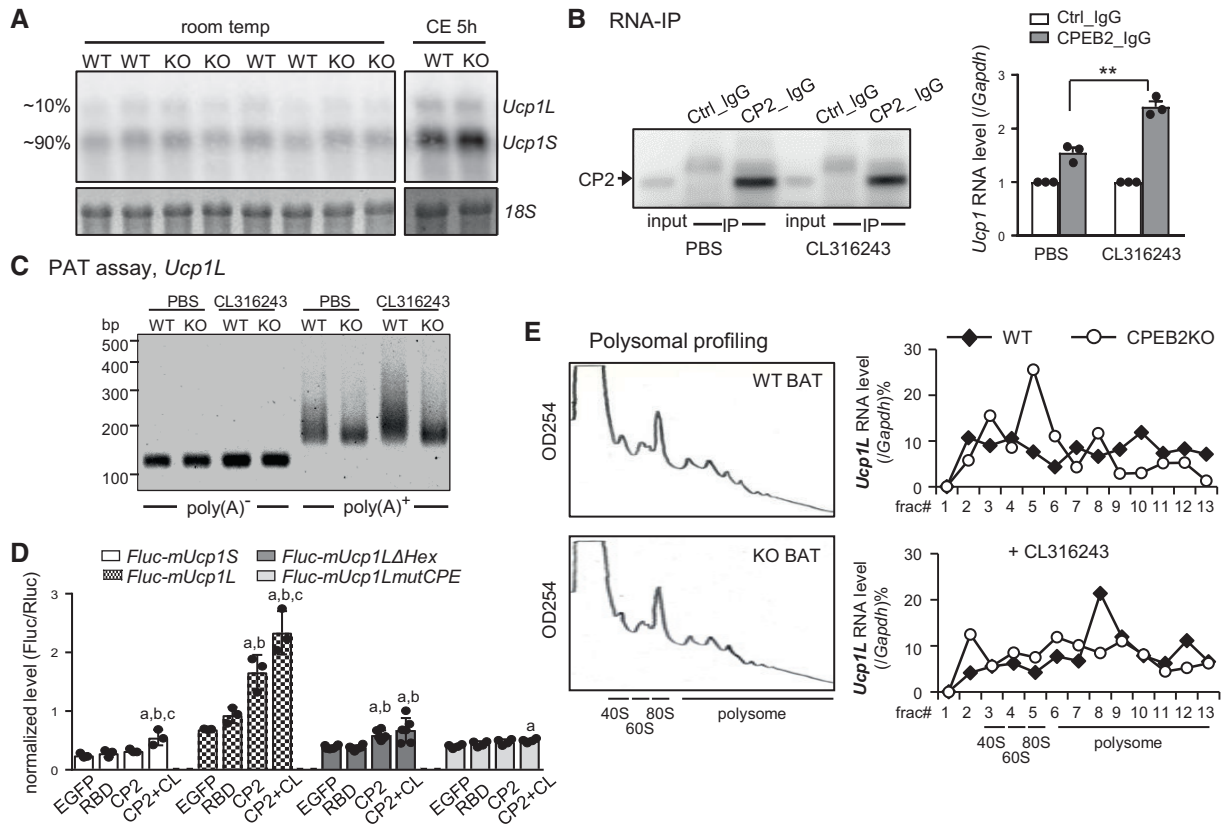 A
room temp
CE 5h
WT WT KO KO WT WT KO KO
WT KO
~10%
Ucp1L
~90%
Ucp1S
18S
B RNA-IP
Ctrl_IgG CP2_IgG Ctrl_IgG CP2_IgG
CP2
input IP input IP
PBS CL316243
Ctrl_IgG
CPEB2_IgG
Ucp1 RNA level (/Gapdh)
3
2
1
0
**
PBS CL316243
C PAT assay, Ucp1L
PBS CL316243 PBS CL316243
bp WT KO WT KO WT KO WT KO
500
400
300
200
100
poly(A)⁻ poly(A)⁺
D
Fluc-mUcp1S Fluc-mUcp1LΔHex
Fluc-mUcp1L Fluc-mUcp1LmutCPE
normalized level (Fluc/Rluc)
3
2
1
0
a,b,c
a,b
a,b,c
a,b
a,b
a
EGFP RBD CP2 CP2+CL EGFP RBD CP2 CP2+CL EGFP RBD CP2 CP2+CL EGFP RBD CP2 CP2+CL
E
Polysomal profiling
WT BAT
OD254
KO BAT
OD254
40S
60S
80S
polysome
WT CPEB2KO
Ucp1L RNA level
(/Gapdh)%
30
20
10
0
frac# 1 2 3 4 5 6 7 8 9 10 11 12 13
+ CL316243
Ucp1L RNA level
(/Gapdh)%
30
20
10
0
frac# 1 2 3 4 5 6 7 8 9 10 11 12 13
40S
60S
80S
polysome